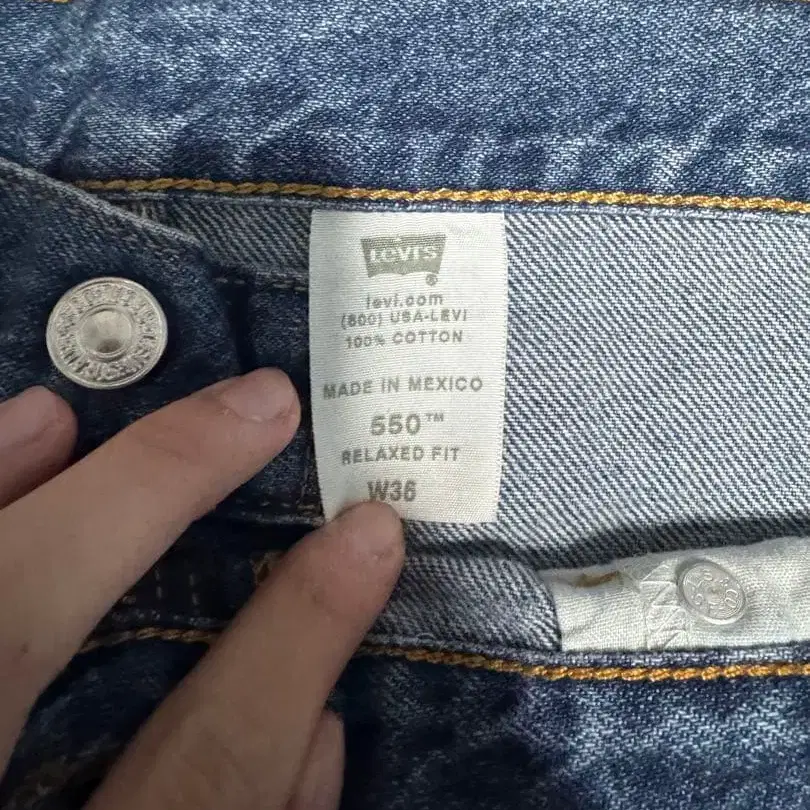 Levi's
®
levi.com
(800) USA-LEVI
100% COTTON
MADE IN MEXICO
550™
RELAXED FIT
W36